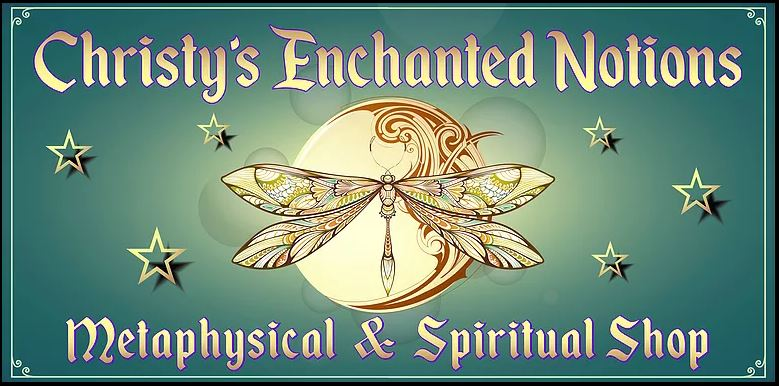 Christy's Enchanted Notions
Metaphysical & Spiritual Shop